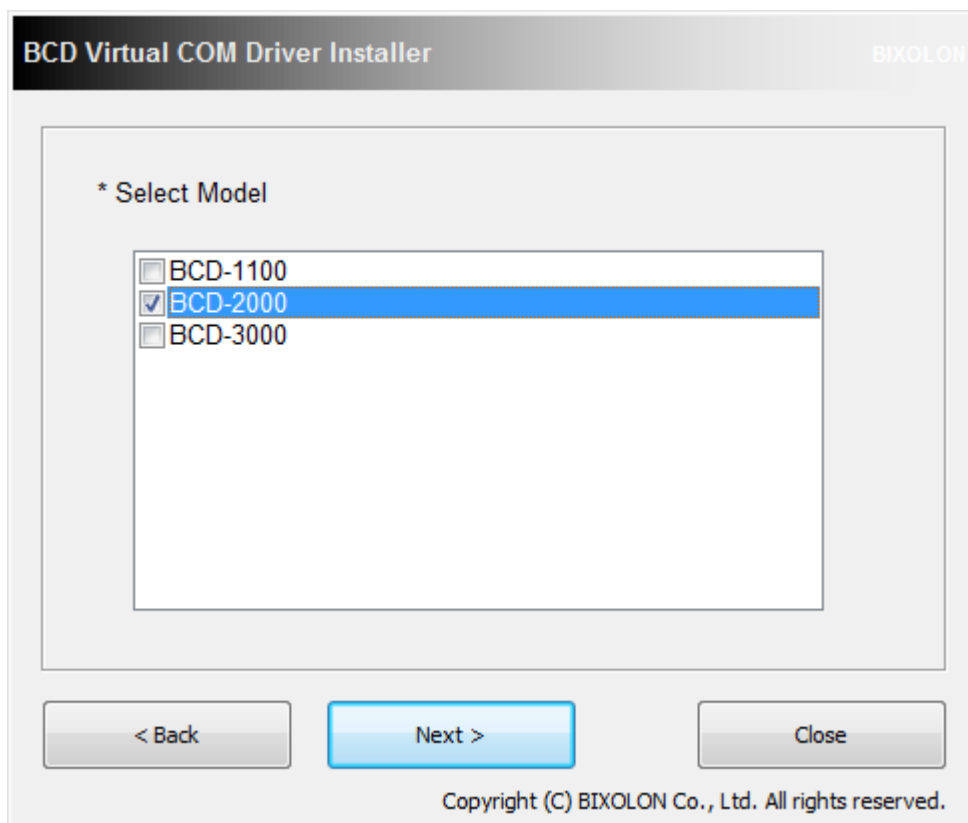 BCD Virtual COM Driver Installer BIXOLON
* Select Model
BCD-1100
BCD-2000
BCD-3000
< Back Next > Close
Copyright (C) BIXOLON Co., Ltd. All rights reserved.